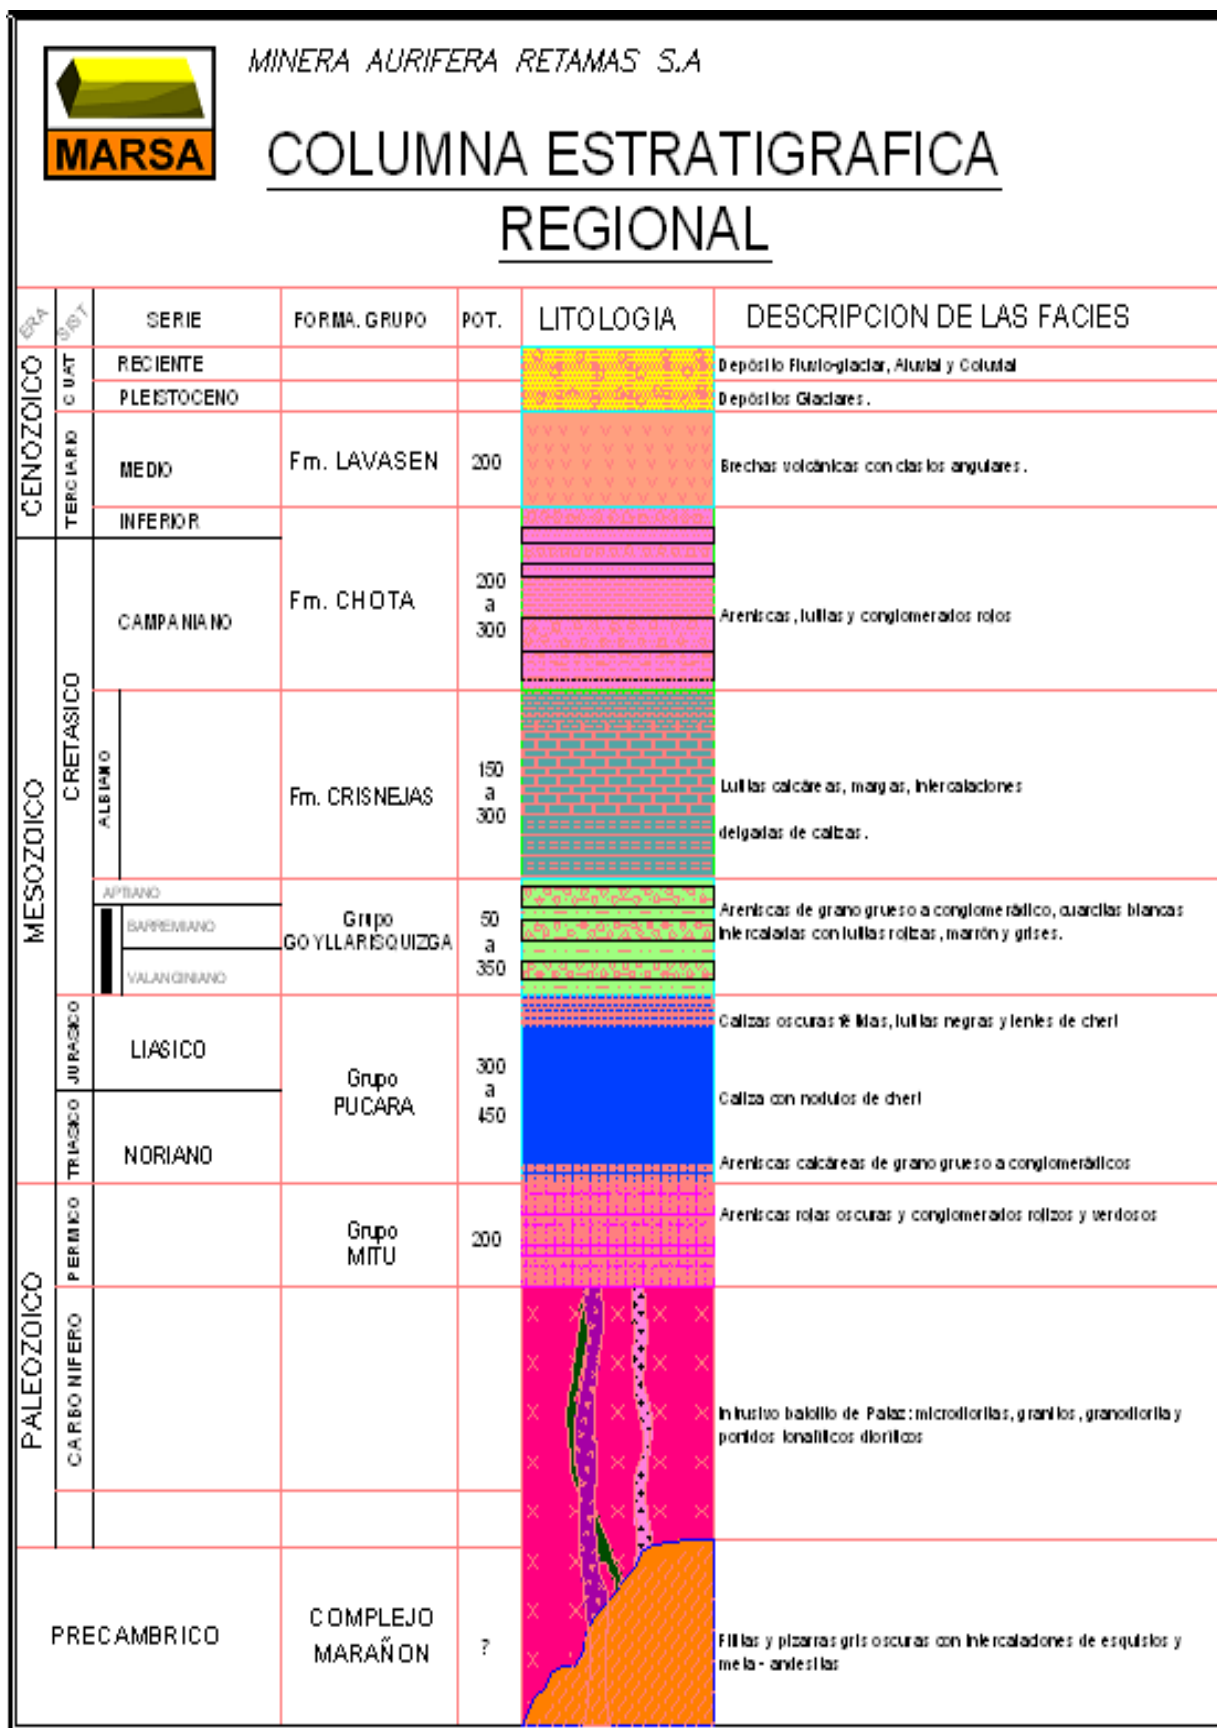 MINERA AURIFERA RETAMAS S.A
MARSA
COLUMNA ESTRATIGRAFICA
REGIONAL
ERA SIST SERIE FORMA. GRUPO POT. LITOLOGIA DESCRIPCION DE LAS FACIES
CENOZOICO
CUAT
RECIENTE
Depósito Fluvio-glaciar, Aluvial y Coluvial
PLEISTOCENO
Depósitos Glaciares.
TERCIARIO
MEDIO
Fm. LAVASEN
200
Brechas volcánicas con clastos angulares.
INFERIOR
MESOZOICO
CRETASICO
CAMPANIANO
Fm. CHOTA
200
a
300
Areniscas, lutitas y conglomerados rojos
ALBIANO
Fm. CRISNEJAS
150
a
300
Lutitas calcáreas, margas, intercalaciones
delgadas de calizas.
APTIANO
BARREMIANO
VALANGINIANO
Grupo
GOYLLARISQUIZGA
50
a
350
Areniscas de grano grueso a conglomerádico, cuarcitas blancas
intercaladas con lutitas rojizas, marrón y grises.
JURASICO
LIASICO
Grupo
PUCARA
300
a
450
Calizas oscuras fétidas, lutitas negras y lentes de chert
Caliza con nodulos de chert
TRIASICO
NORIANO
Areniscas calcáreas de grano grueso a conglomerádicos
PALEOZOICO
PERMICO
Grupo
MITU
200
Areniscas rojas oscuras y conglomerados rojizos y verdosos
CARBONIFERO
Intrusivo batolito de Pataz: microdioritas, granitos, granodiorita y
porfidos tonalíticos dioríticos
PRECAMBRICO
COMPLEJO
MARAÑON
?
Filitas y pizarras gris oscuras con intercalaciones de esquistos y
meta - andesitas